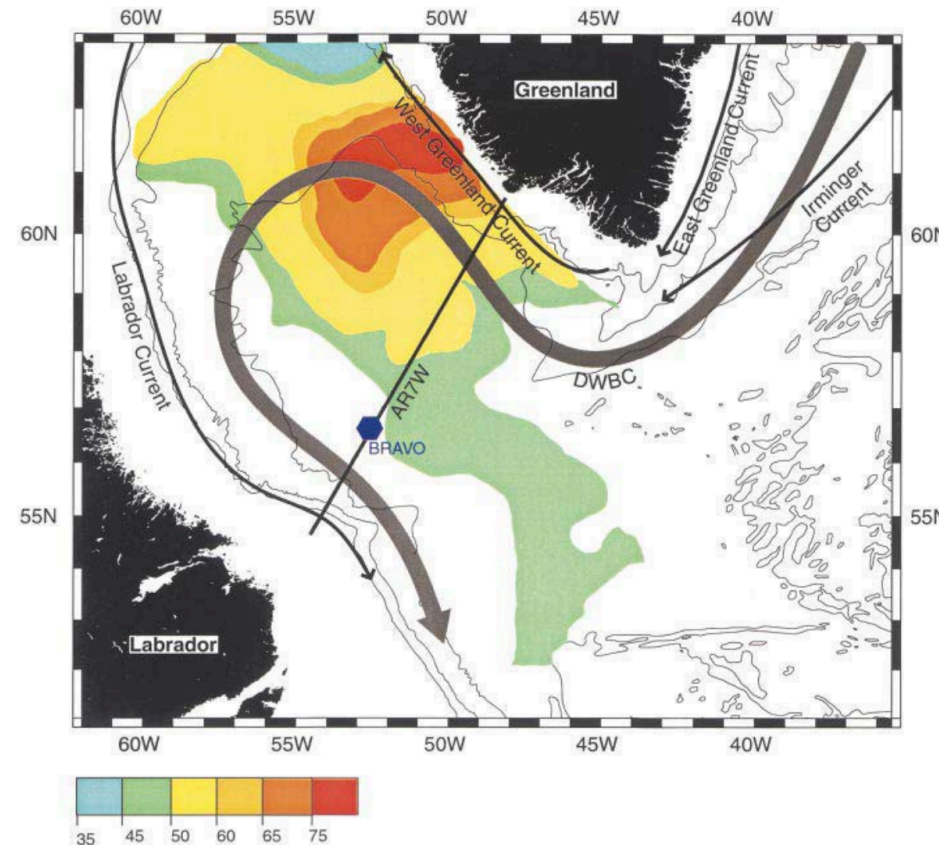 60W 55W 50W 45W 40W
Greenland
West Greenland Current
East Greenland Current
Irminger
Current
60N
60N
Labrador Current
DWBC
AR7W
BRAVO
55N
55N
Labrador
60W 55W 50W 45W 40W
35 45 50 60 65 75